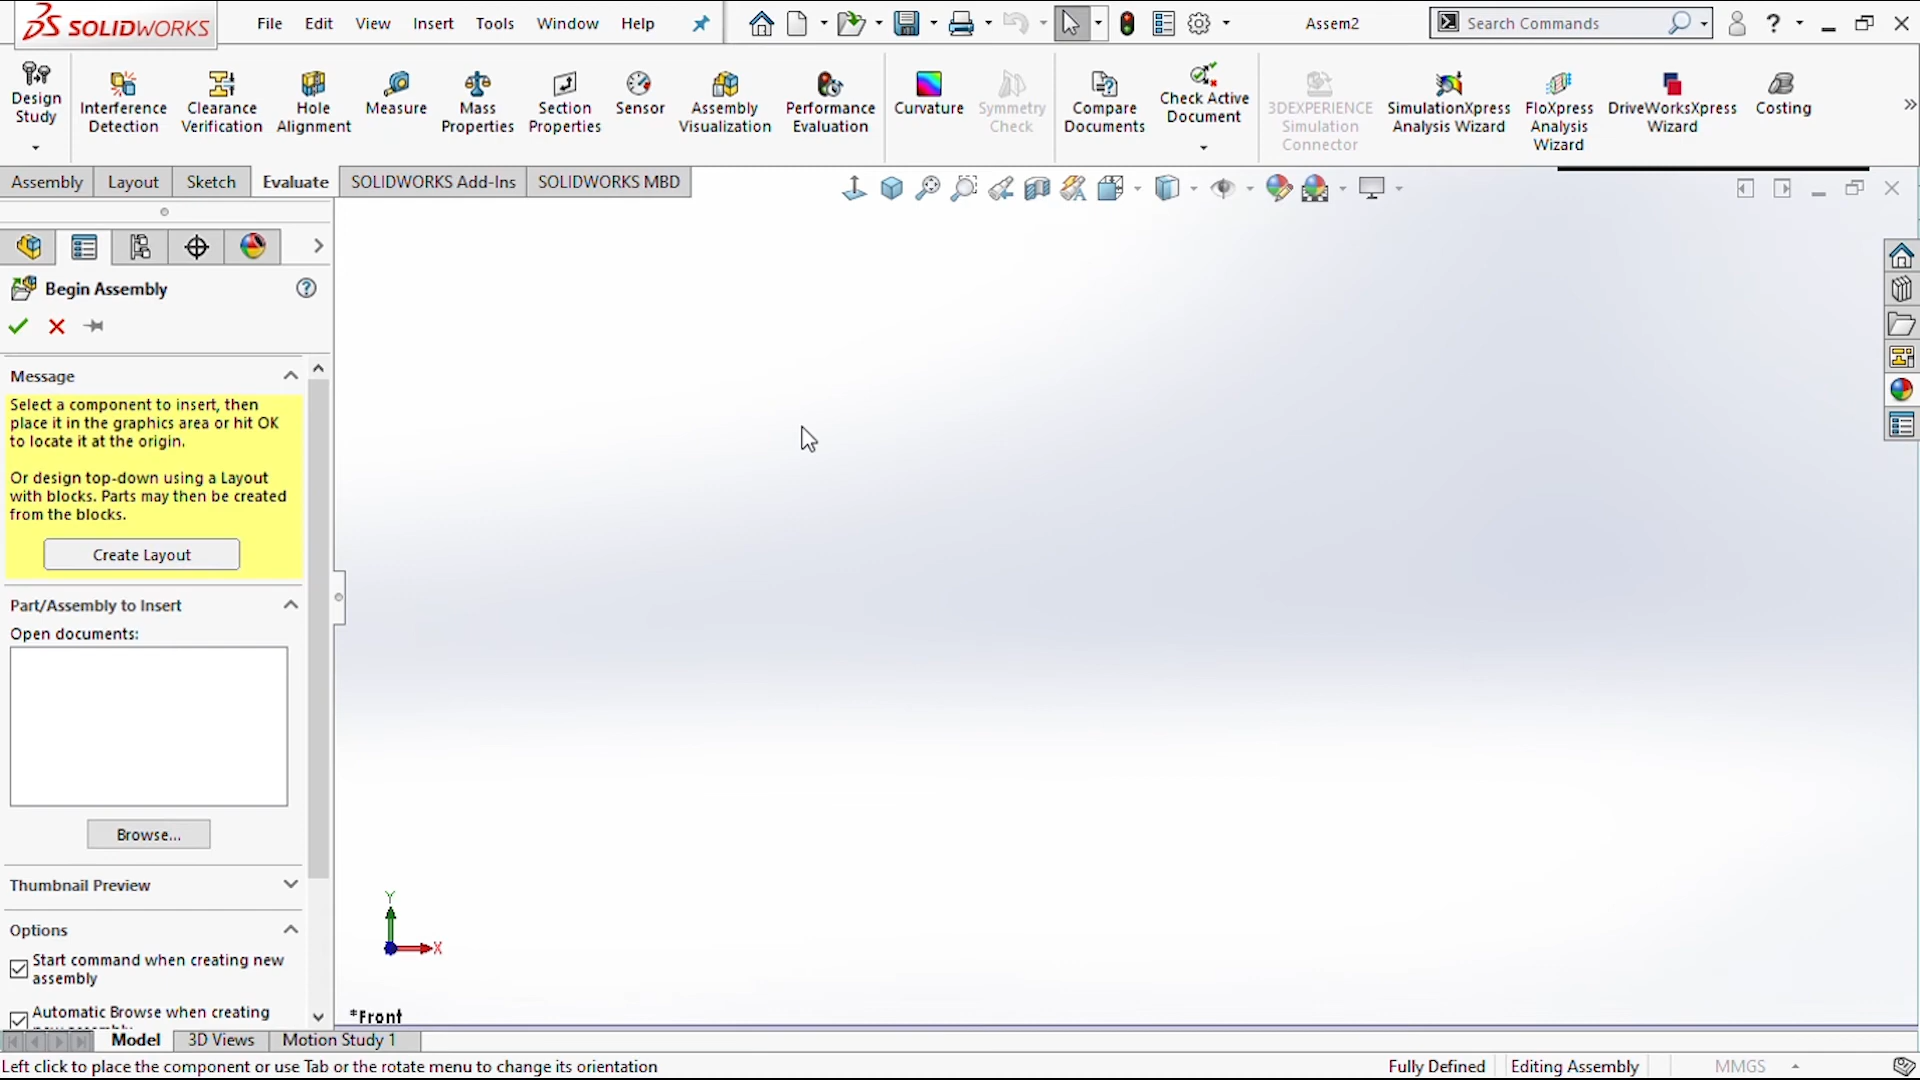 SOLIDWORKS
File Edit View Insert Tools Window Help
Assem2
Search Commands
Design Study
Interference Detection
Clearance Verification
Hole Alignment
Measure
Mass Properties
Section Properties
Sensor
Assembly Visualization
Performance Evaluation
Curvature
Symmetry Check
Compare Documents
Check Active Document
3DEXPERIENCE Simulation Connector
SimulationXpress Analysis Wizard
FloXpress Analysis Wizard
DriveWorksXpress Wizard
Costing
Assembly Layout Sketch Evaluate SOLIDWORKS Add-Ins SOLIDWORKS MBD
Begin Assembly
Message
Select a component to insert, then
place it in the graphics area or hit OK
to locate it at the origin.
Or design top-down using a Layout
with blocks. Parts may then be created
from the blocks.
Create Layout
Part/Assembly to Insert
Open documents:
Browse...
Thumbnail Preview
Options
Start command when creating new
assembly
Automatic Browse when creating
Y
X
*Front
Model 3D Views Motion Study 1
Left click to place the component or use Tab or the rotate menu to change its orientation
Fully Defined Editing Assembly MMGS